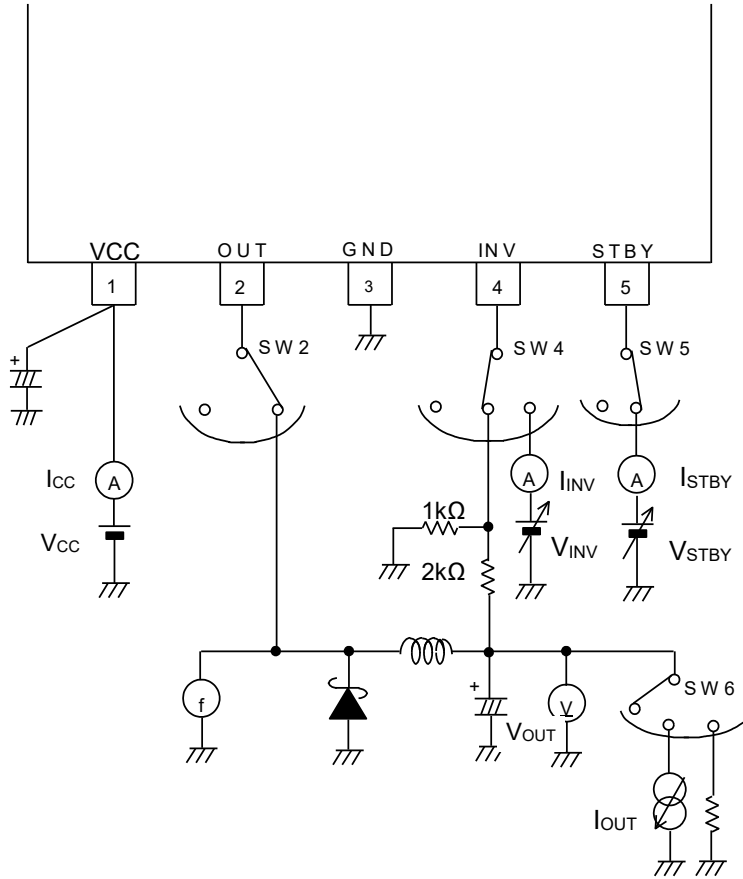 VCC OUT GND INV STBY
1 2 3 4 5
SW2 SW4 SW5
+
ICC A A IINV A ISTBY
1kΩ
VCC VINV VSTBY
2kΩ
SW6
f + V
VOUT
IOUT